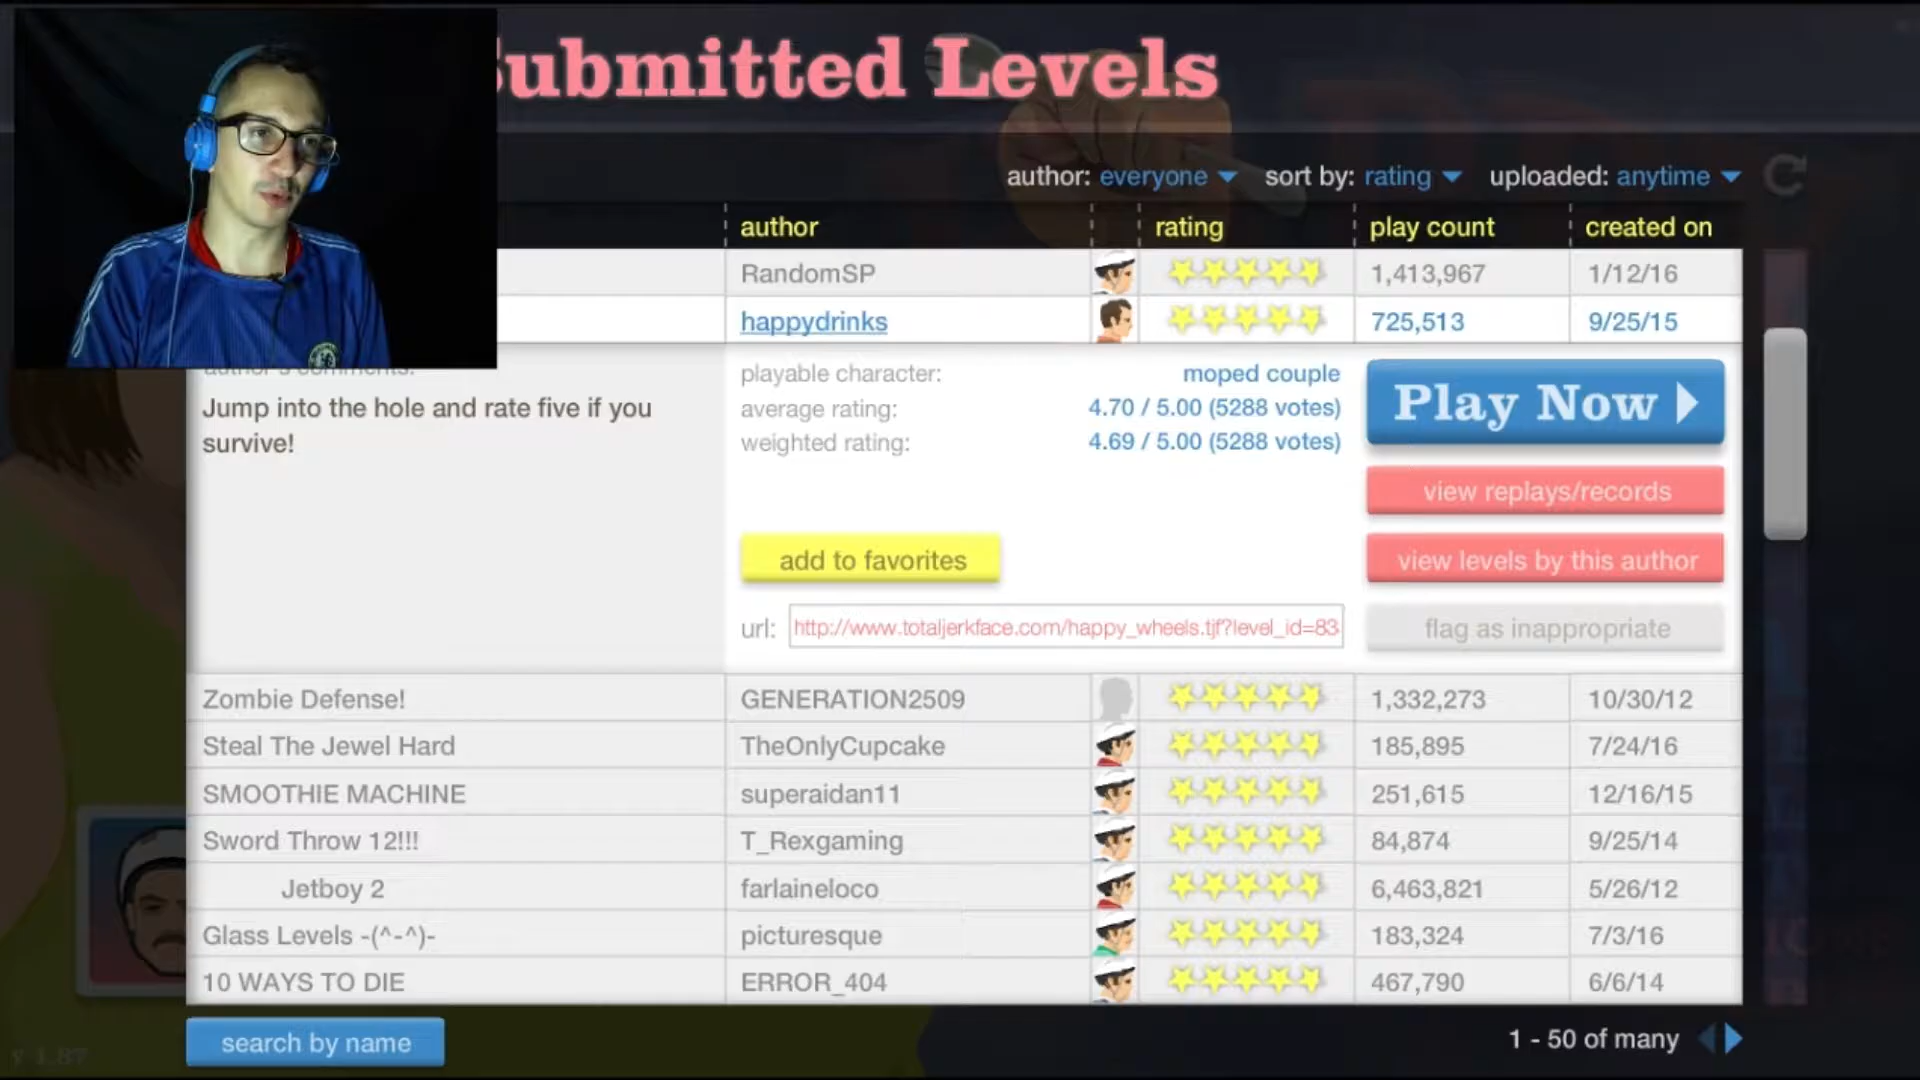 Submitted Levels
author: everyone sort by: rating uploaded: anytime
author rating play count created on
RandomSP 1,413,967 1/12/16
happydrinks 725,513 9/25/15
author's comments:
Jump into the hole and rate five if you
survive!
playable character: moped couple
average rating: 4.70 / 5.00 (5288 votes)
weighted rating: 4.69 / 5.00 (5288 votes)
Play Now
view replays/records
add to favorites
view levels by this author
url: http://www.totaljerkface.com/happy_wheels.tjf?level_id=83
flag as inappropriate
Zombie Defense! GENERATION2509 1,332,273 10/30/12
Steal The Jewel Hard TheOnlyCupcake 185,895 7/24/16
SMOOTHIE MACHINE superaidan11 251,615 12/16/15
Sword Throw 12!!! T_Rexgaming 84,874 9/25/14
Jetboy 2 farlaineloco 6,463,821 5/26/12
Glass Levels -(^-^)- picturesque 183,324 7/3/16
10 WAYS TO DIE ERROR_404 467,790 6/6/14
search by name
1 - 50 of many
v 1.87